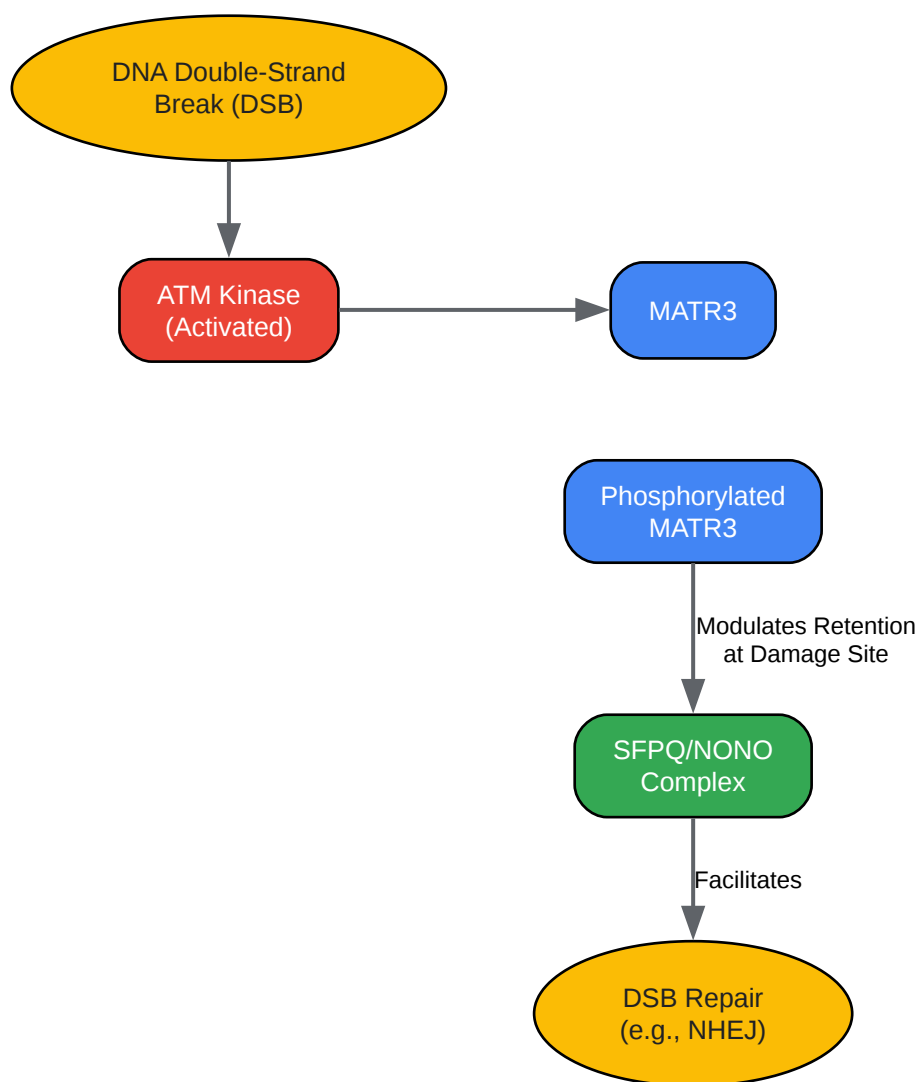 DNA Double-Strand
Break (DSB)
ATM Kinase
(Activated)
MATR3
Phosphorylated
MATR3
Modulates Retention
at Damage Site
SFPQ/NONO
Complex
Facilitates
DSB Repair
(e.g., NHEJ)